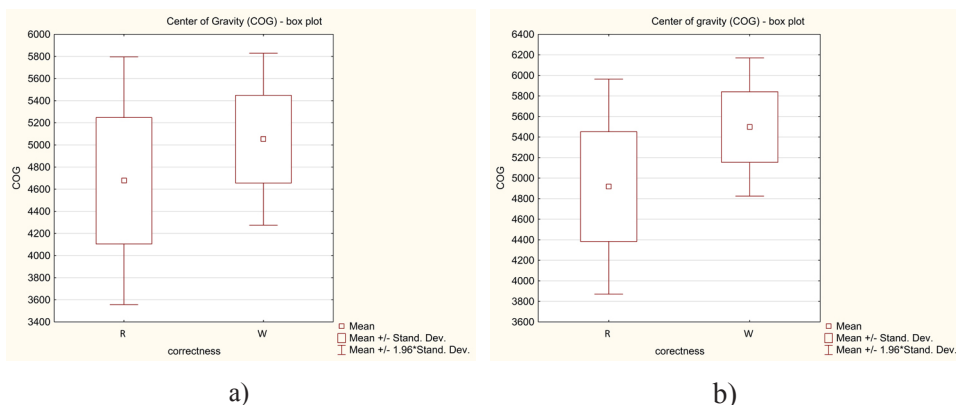 Center of Gravity (COG) - box plot
6000
5800
5600
5400
5200
5000
4800
4600
4400
4200
4000
3800
3600
3400
COG
R
W
correctness
Mean
Mean +/- Stand. Dev.
Mean +/- 1.96*Stand. Dev.
a)
Center of gravity (COG) - box plot
6400
6200
6000
5800
5600
5400
5200
5000
4800
4600
4400
4200
4000
3800
3600
COG
R
W
correctness
Mean
Mean +/- Stand. Dev.
Mean +/- 1.96*Stand. Dev.
b)